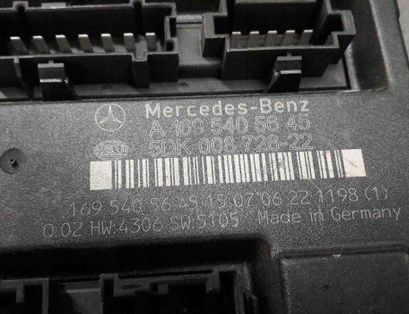 Mercedes-Benz
A 169 540 56 45
5DK 008 728-22
169 540 56 45 15 07 06 22 1198 (1)
Q 02 HW:4306 SW:5105 Made in Germany